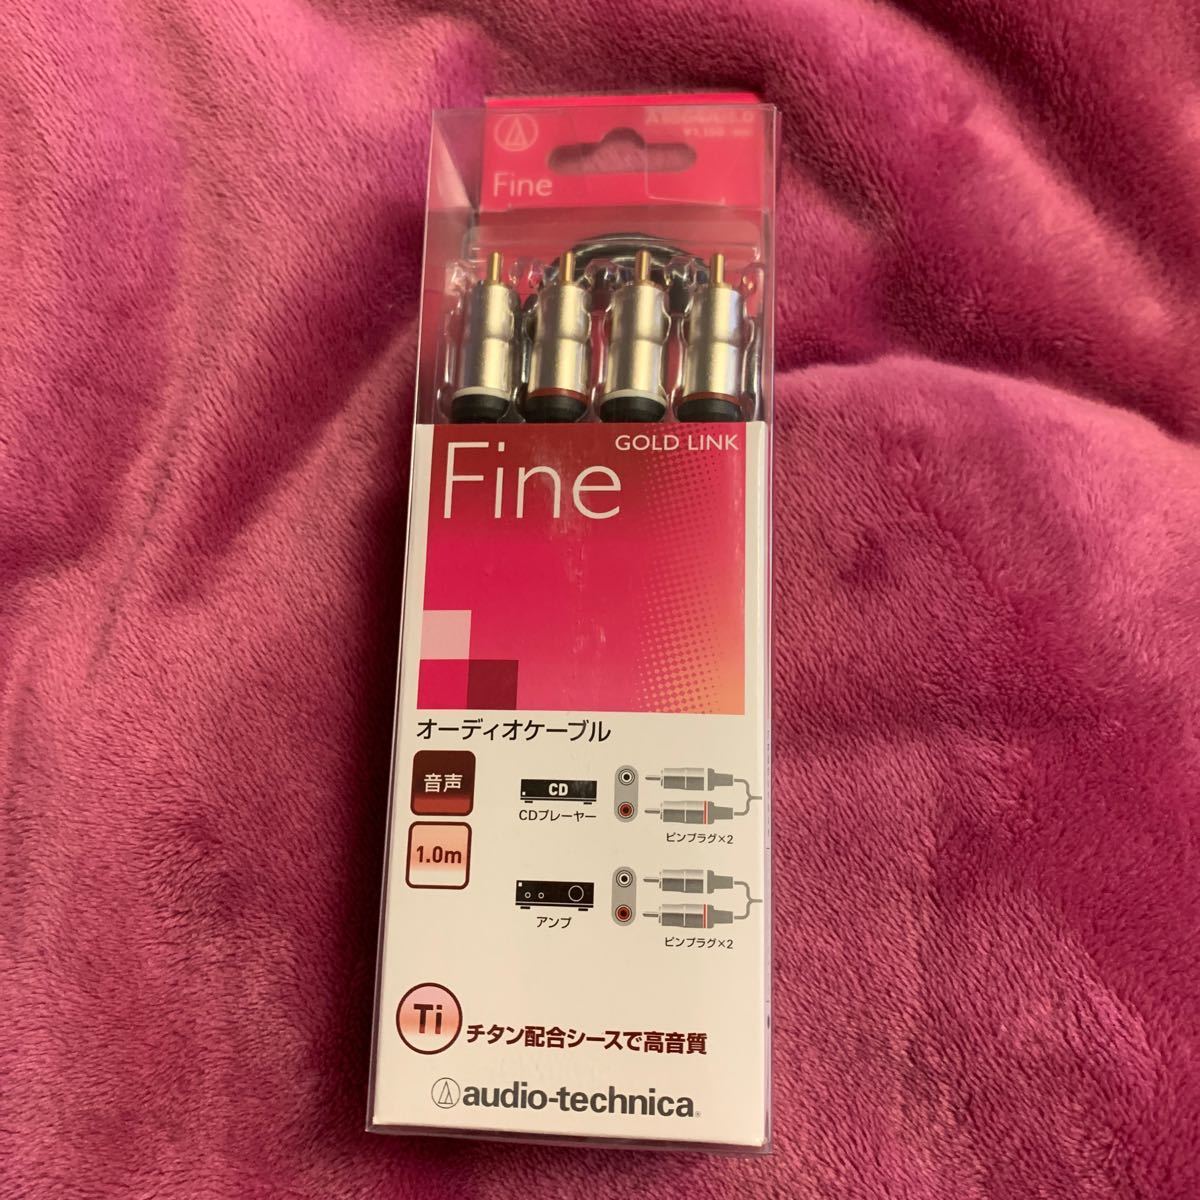 Fine
GOLD LINK
Fine
オーディオケーブル
音声
1.0m
CD
CDプレーヤー
ピンプラグ×2
アンプ
ピンプラグ×2
Ti
チタン配合シースで高音質
audio-technica®